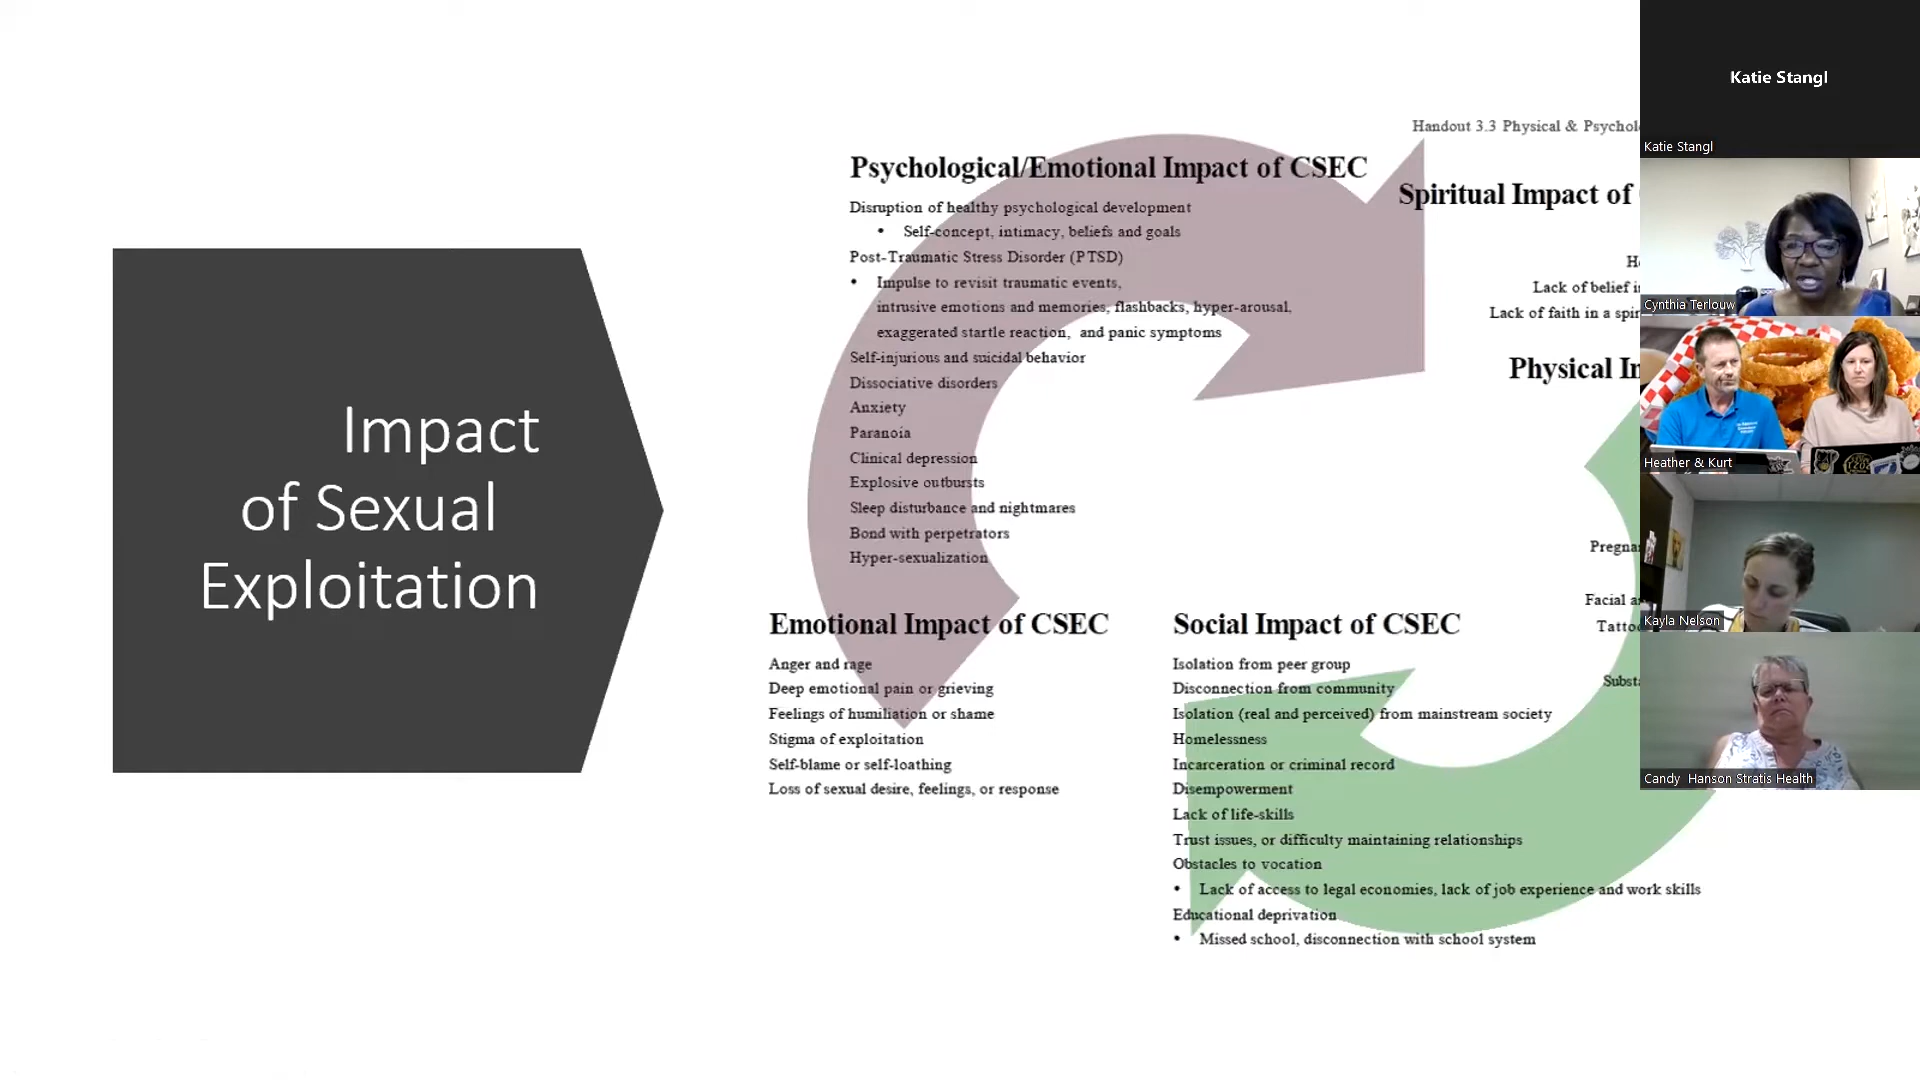 Impact
of Sexual
Exploitation
Handout 3.3 Physical &
Psychological/Emotional Impact of CSEC
Disruption of healthy psychological development
• Self-concept, intimacy, beliefs and goals
Post-Traumatic Stress Disorder (PTSD)
• Impulse to revisit traumatic events,
intrusive emotions and memories, flashbacks, hyper-arousal,
exaggerated startle reaction, and panic symptoms
Self-injurious and suicidal behavior
Dissociative disorders
Anxiety
Paranoia
Clinical depression
Explosive outbursts
Sleep disturbance and nightmares
Bond with perpetrators
Hyper-sexualization
Spiritual Impact of
Lack of belief
Lack of faith in a
Physical
Emotional Impact of CSEC
Anger and rage
Deep emotional pain or grieving
Feelings of humiliation or shame
Stigma of exploitation
Self-blame or self-loathing
Loss of sexual desire, feelings, or response
Social Impact of CSEC
Isolation from peer group
Disconnection from community
Isolation (real and perceived) from mainstream society
Homelessness
Incarceration or criminal record
Disempowerment
Lack of life-skills
Trust issues, or difficulty maintaining relationships
Obstacles to vocation
• Lack of access to legal economies, lack of job experience and work skills
Educational deprivation
• Missed school, disconnection with school system
Facial
Katie Stangl
Katie Stangl
Cynthia Terlouw
Heather & Kurt
Kayla Nelson
Candy Hanson Stratis Health